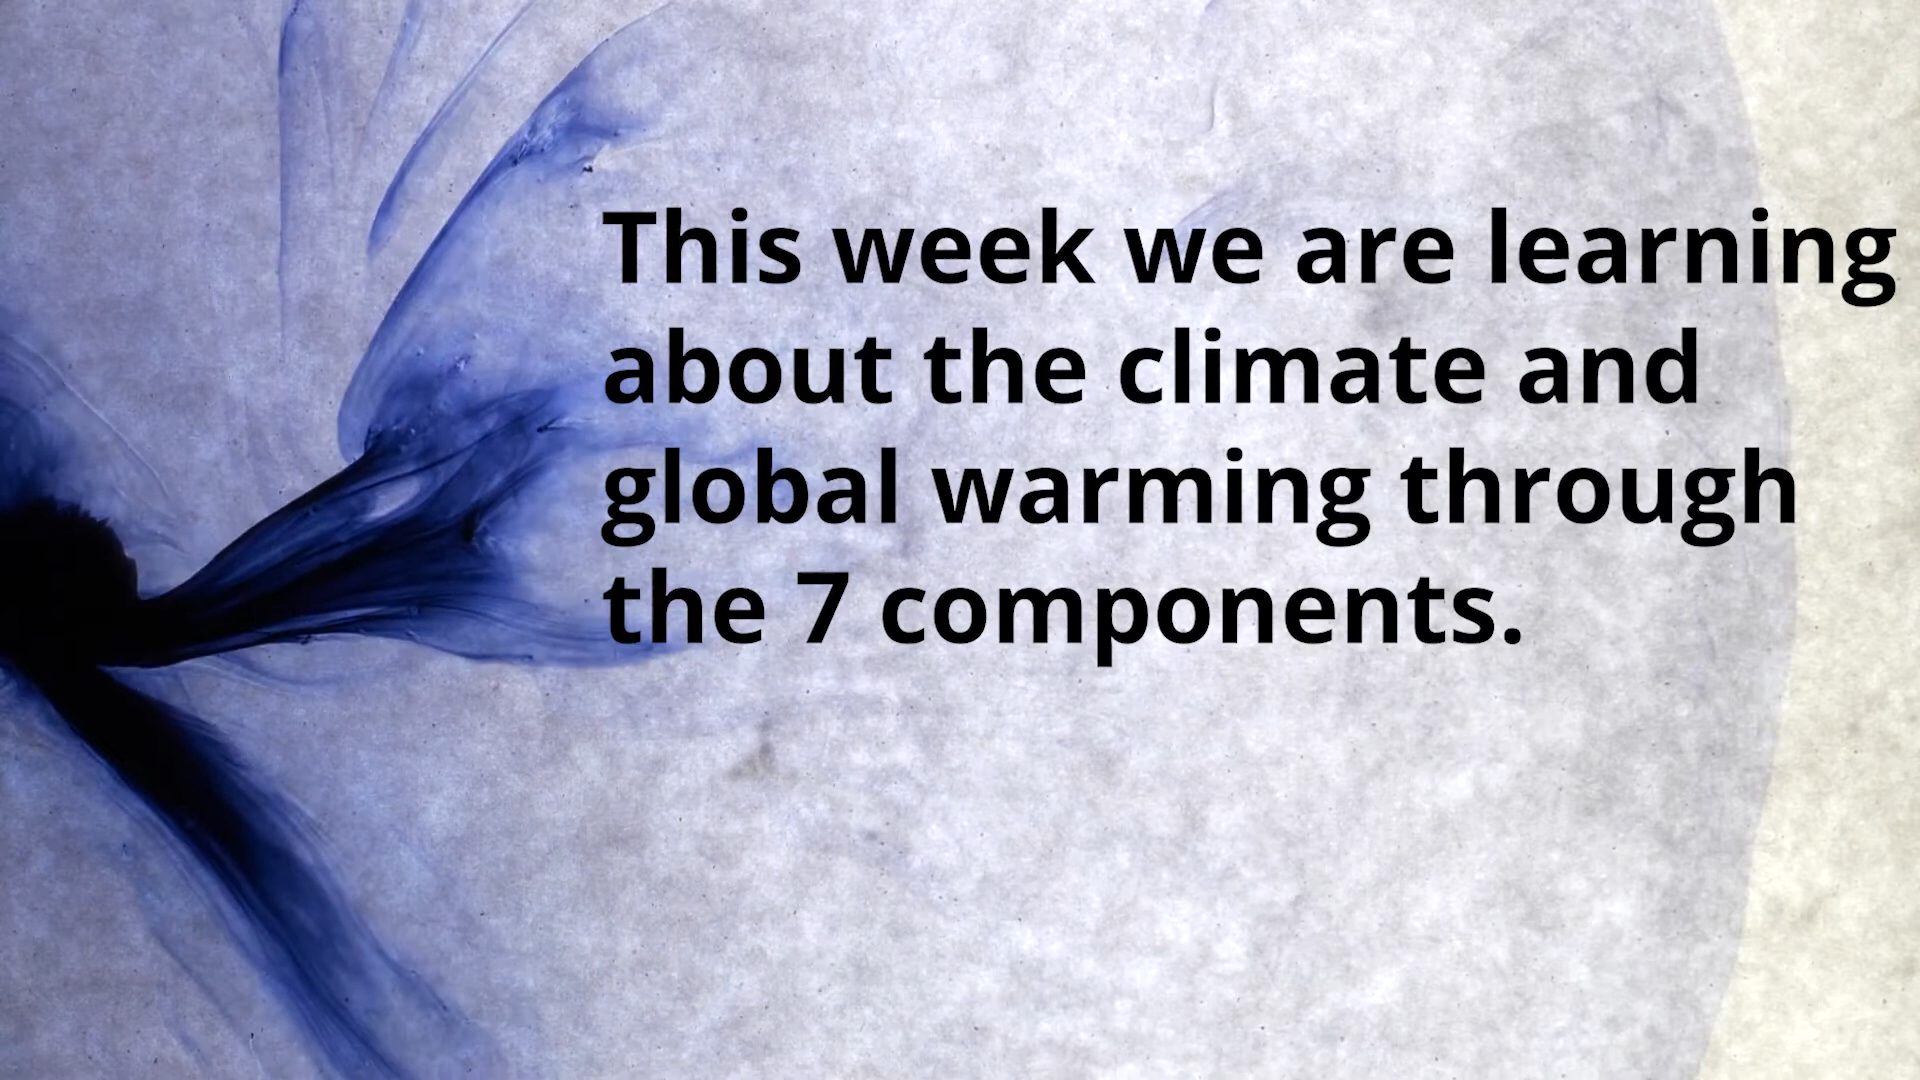 This week we are learning
about the climate and
global warming through
the 7 components.